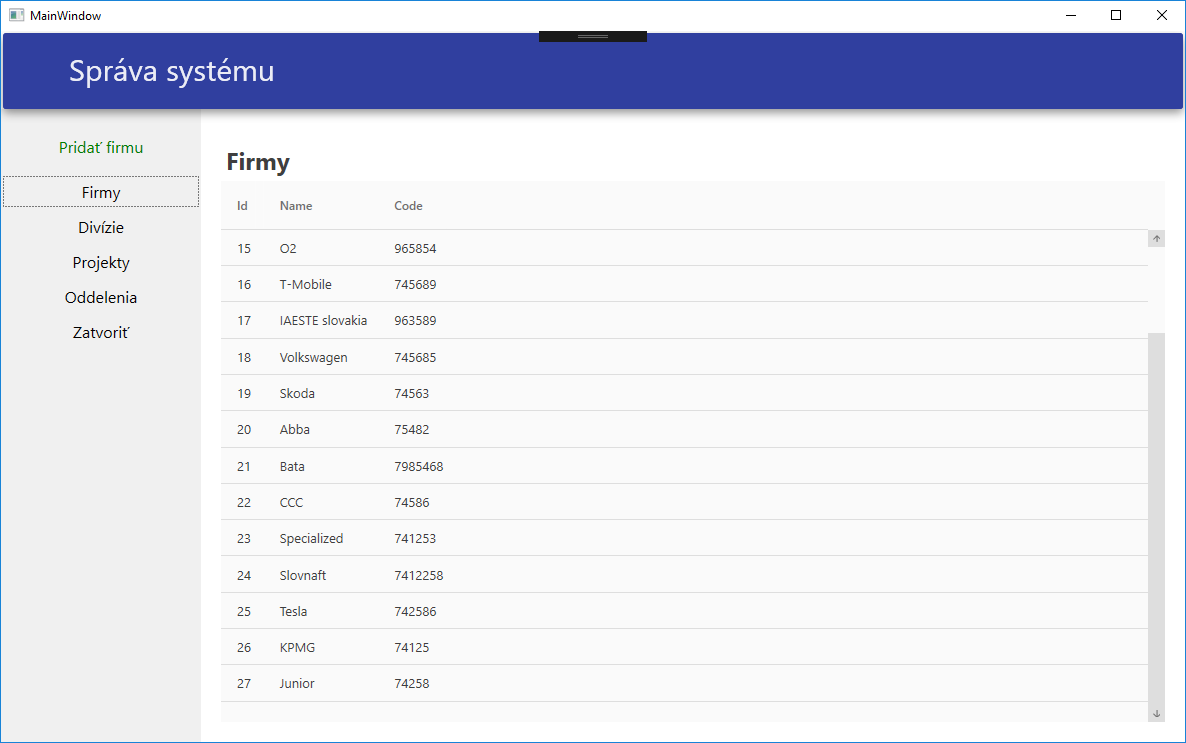 MainWindow
Správa systému
Pridať firmu
Firmy
Divízie
Projekty
Oddelenia
Zatvoriť
Firmy
Id Name Code
15 O2 965854
16 T-Mobile 745689
17 IAESTE slovakia 963589
18 Volkswagen 745685
19 Skoda 74563
20 Abba 75482
21 Bata 7985468
22 CCC 74586
23 Specialized 741253
24 Slovnaft 7412258
25 Tesla 742586
26 KPMG 74125
27 Junior 74258